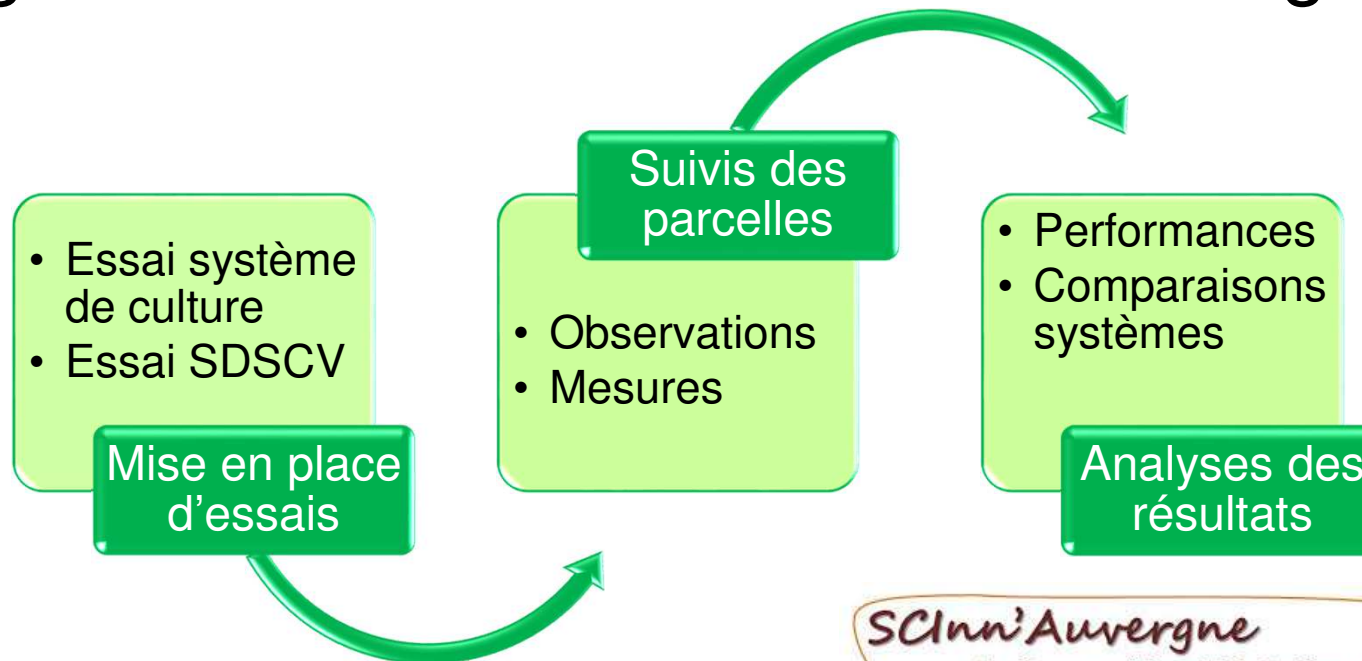 • Essai système
de culture
• Essai SDSCV
Mise en place
d’essais
Suivis des
parcelles
• Observations
• Mesures
• Performances
• Comparaisons
systèmes
Analyses des
résultats
SCInn'Auvergne